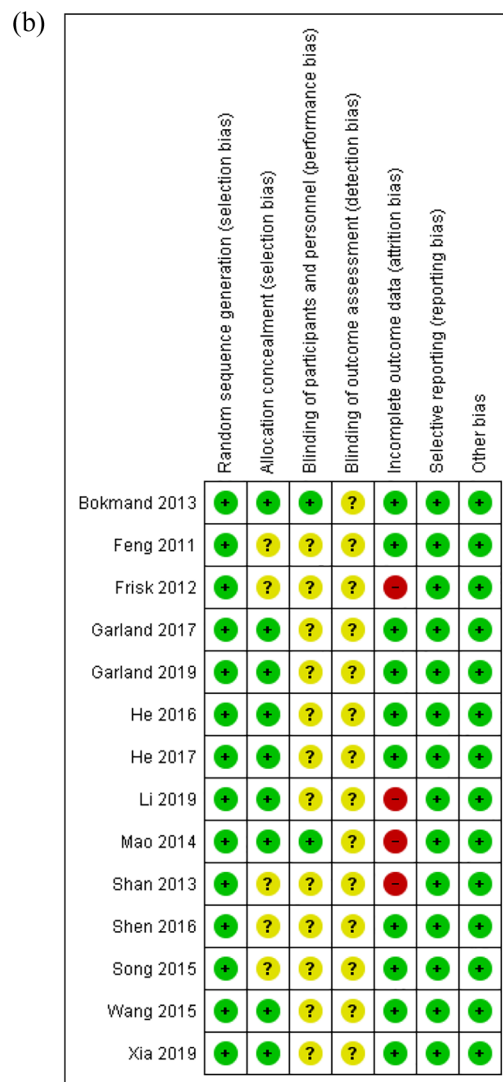 (b)
Random sequence generation (selection bias)
Allocation concealment (selection bias)
Blinding of participants and personnel (performance bias)
Blinding of outcome assessment (detection bias)
Incomplete outcome data (attrition bias)
Selective reporting (reporting bias)
Other bias
Bokmand 2013 + + + ? + + +
Feng 2011 + ? ? ? + + +
Frisk 2012 + ? ? ? - + +
Garland 2017 + + ? ? + + +
Garland 2019 + + ? ? + + +
He 2016 + + ? ? + + +
He 2017 + + ? ? + + +
Li 2019 + + ? ? - + +
Mao 2014 + + + ? - + +
Shan 2013 + ? ? ? - + +
Shen 2016 + ? ? ? + + +
Song 2015 + ? ? ? + + +
Wang 2015 + + ? ? + + +
Xia 2019 + + ? ? + + +